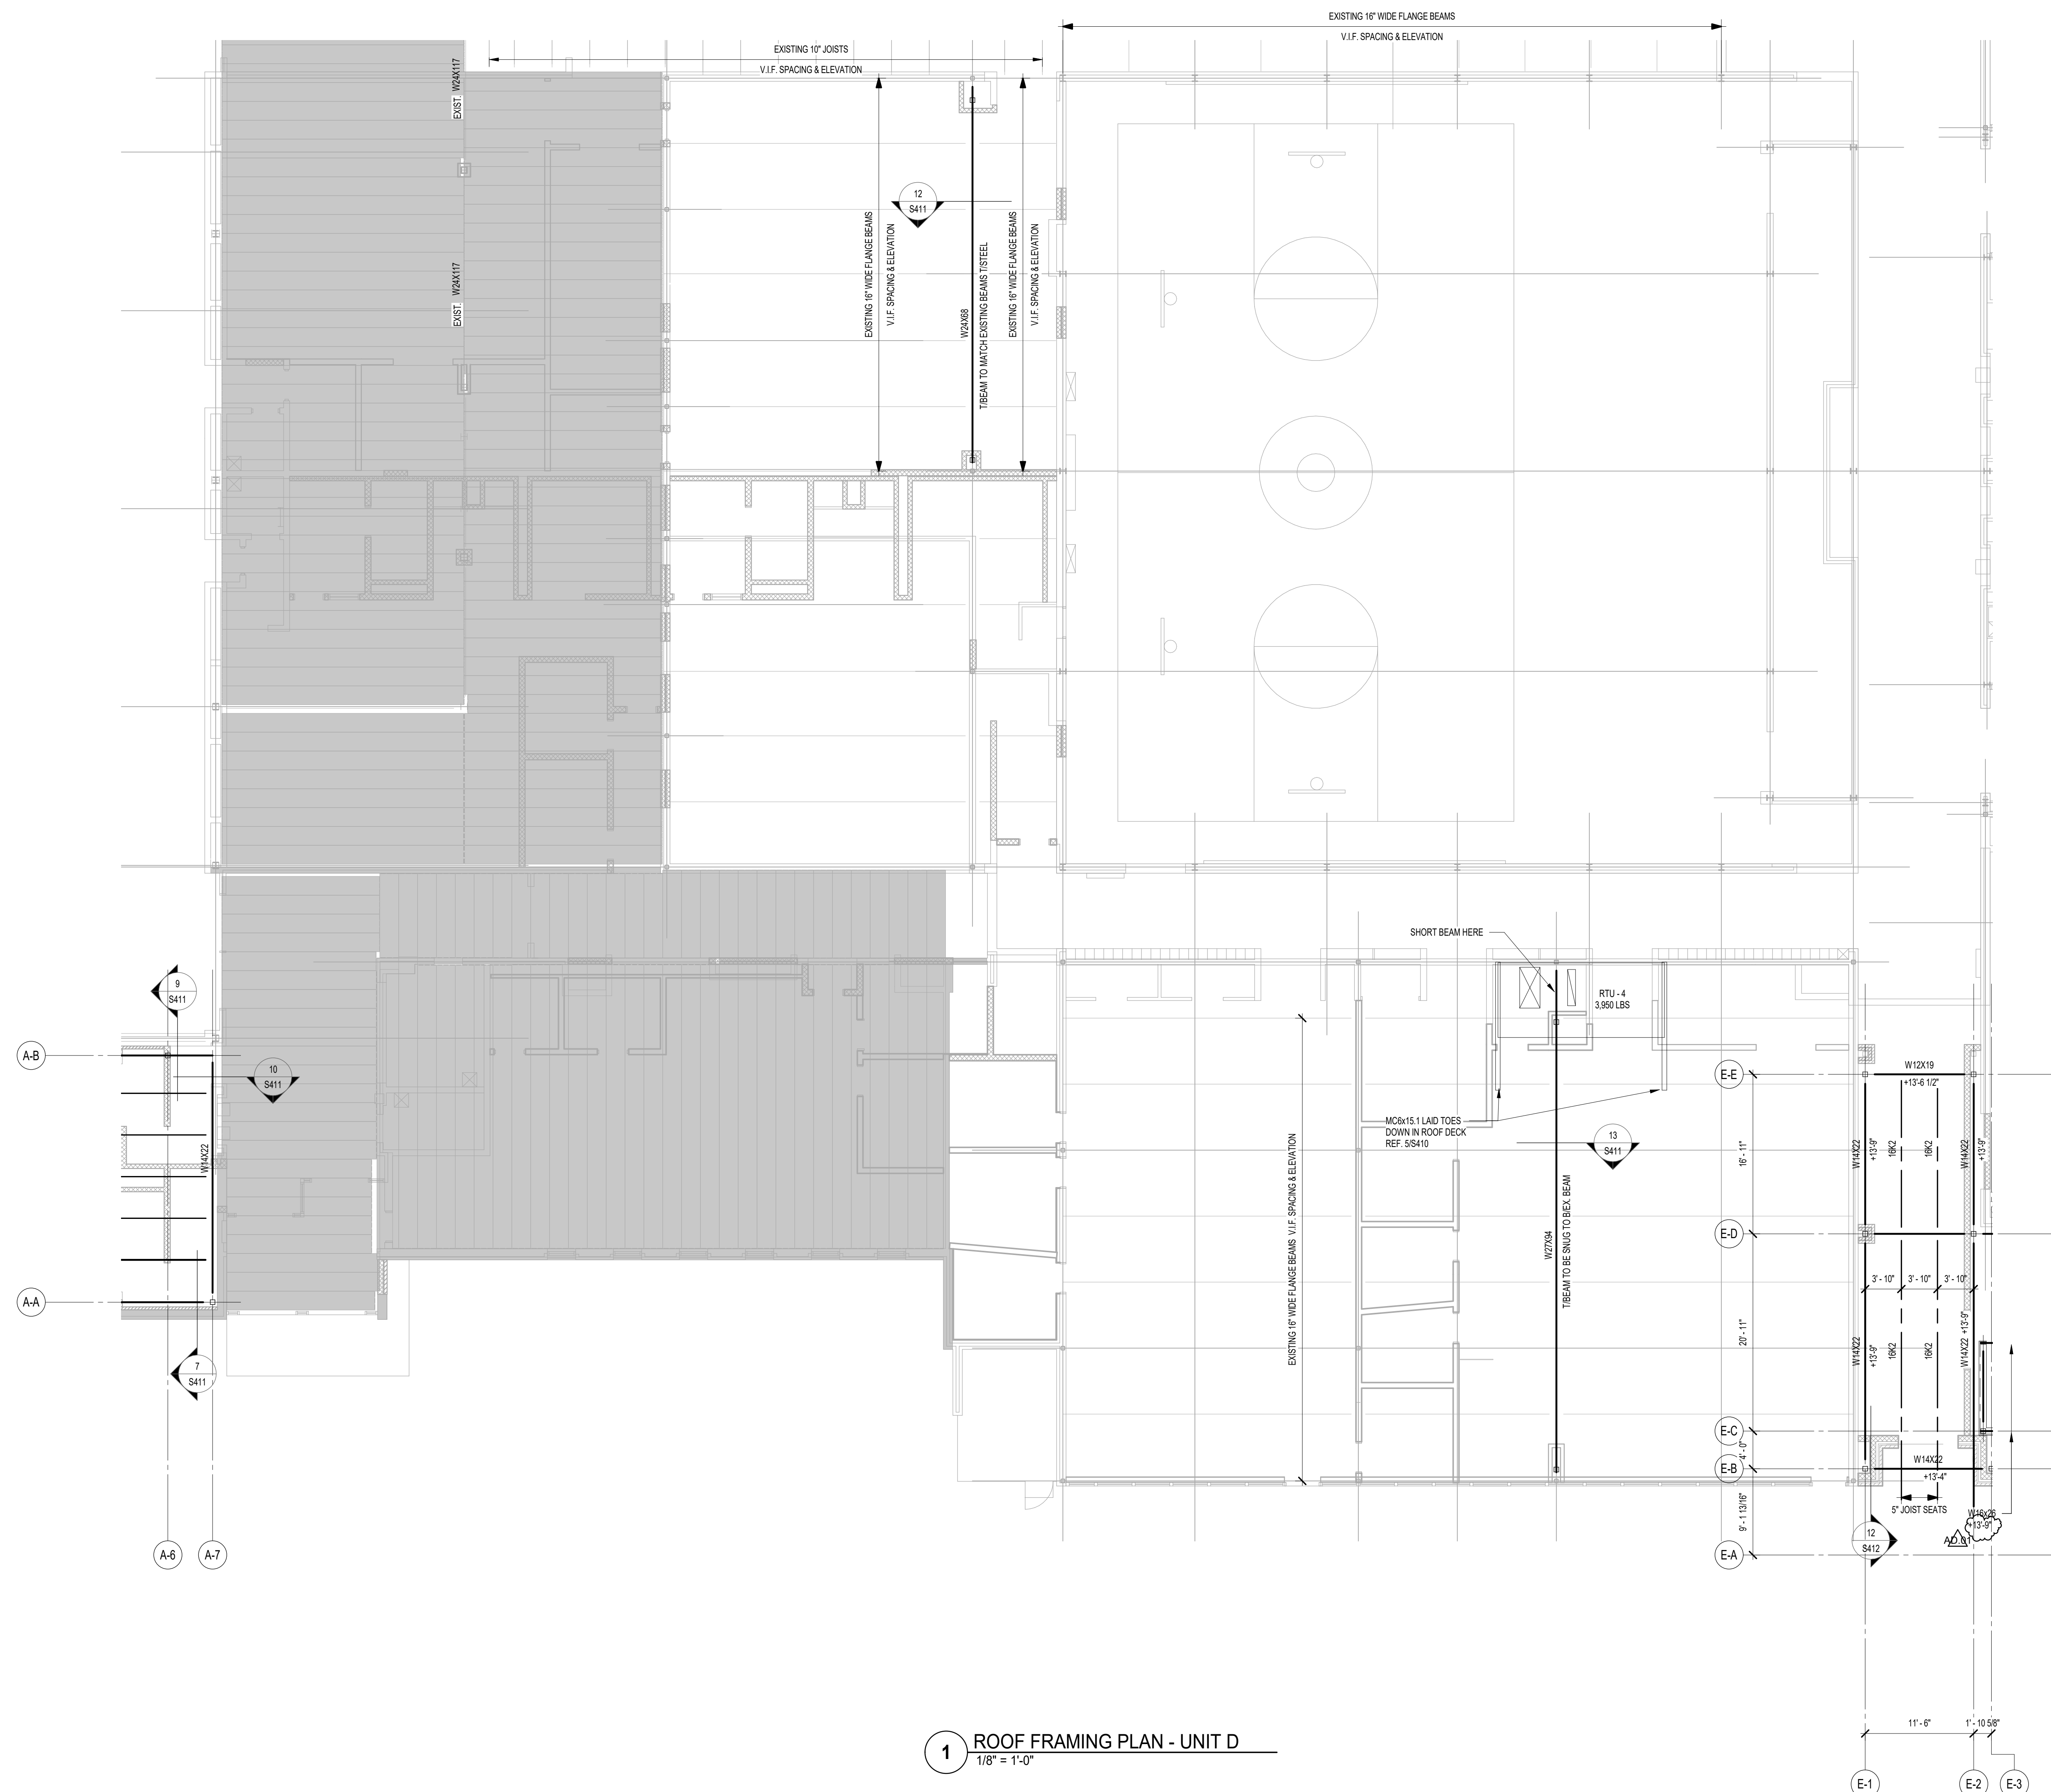 EXISTING 16" WIDE FLANGE BEAMS
V.I.F. SPACING & ELEVATION
EXISTING 10" JOISTS
V.I.F. SPACING & ELEVATION
EXIST. W24X117
EXIST. W24X117
12
S411
EXISTING 16" WIDE FLANGE BEAMS
V.I.F. SPACING & ELEVATION
W24X68
T/BEAM TO MATCH EXISTING BEAMS T/STEEL
EXISTING 16" WIDE FLANGE BEAMS
V.I.F. SPACING & ELEVATION
SHORT BEAM HERE
RTU - 4
3,950 LBS
9
S411
A-B
10
S411
W14X22
A-A
7
S411
A-6
A-7
EXISTING 16" WIDE FLANGE BEAMS V.I.F. SPACING & ELEVATION
MC6x15.1 LAID TOES
DOWN IN ROOF DECK
REF. 5/S410
13
S411
W27X94
T/BEAM TO BE SNUG TO B/EX. BEAM
E-E
W12X19
+13'-6 1/2"
16' - 11"
W14X22
+13'-9"
16K2
16K2
W14X22
+13'-9"
E-D
3' - 10"
3' - 10"
3' - 10"
20' - 11"
W14X22
+13'-9"
16K2
16K2
W14X22 +13'-9"
E-C
4' - 0"
E-B
W14X22
+13'-4"
9' - 1 13/16"
5" JOIST SEATS
W16x26
+13'-9"
12
S412
AD.01
E-A
11' - 6"
1' - 10 5/8"
E-1
E-2
E-3
1
ROOF FRAMING PLAN - UNIT D
1/8" = 1'-0"